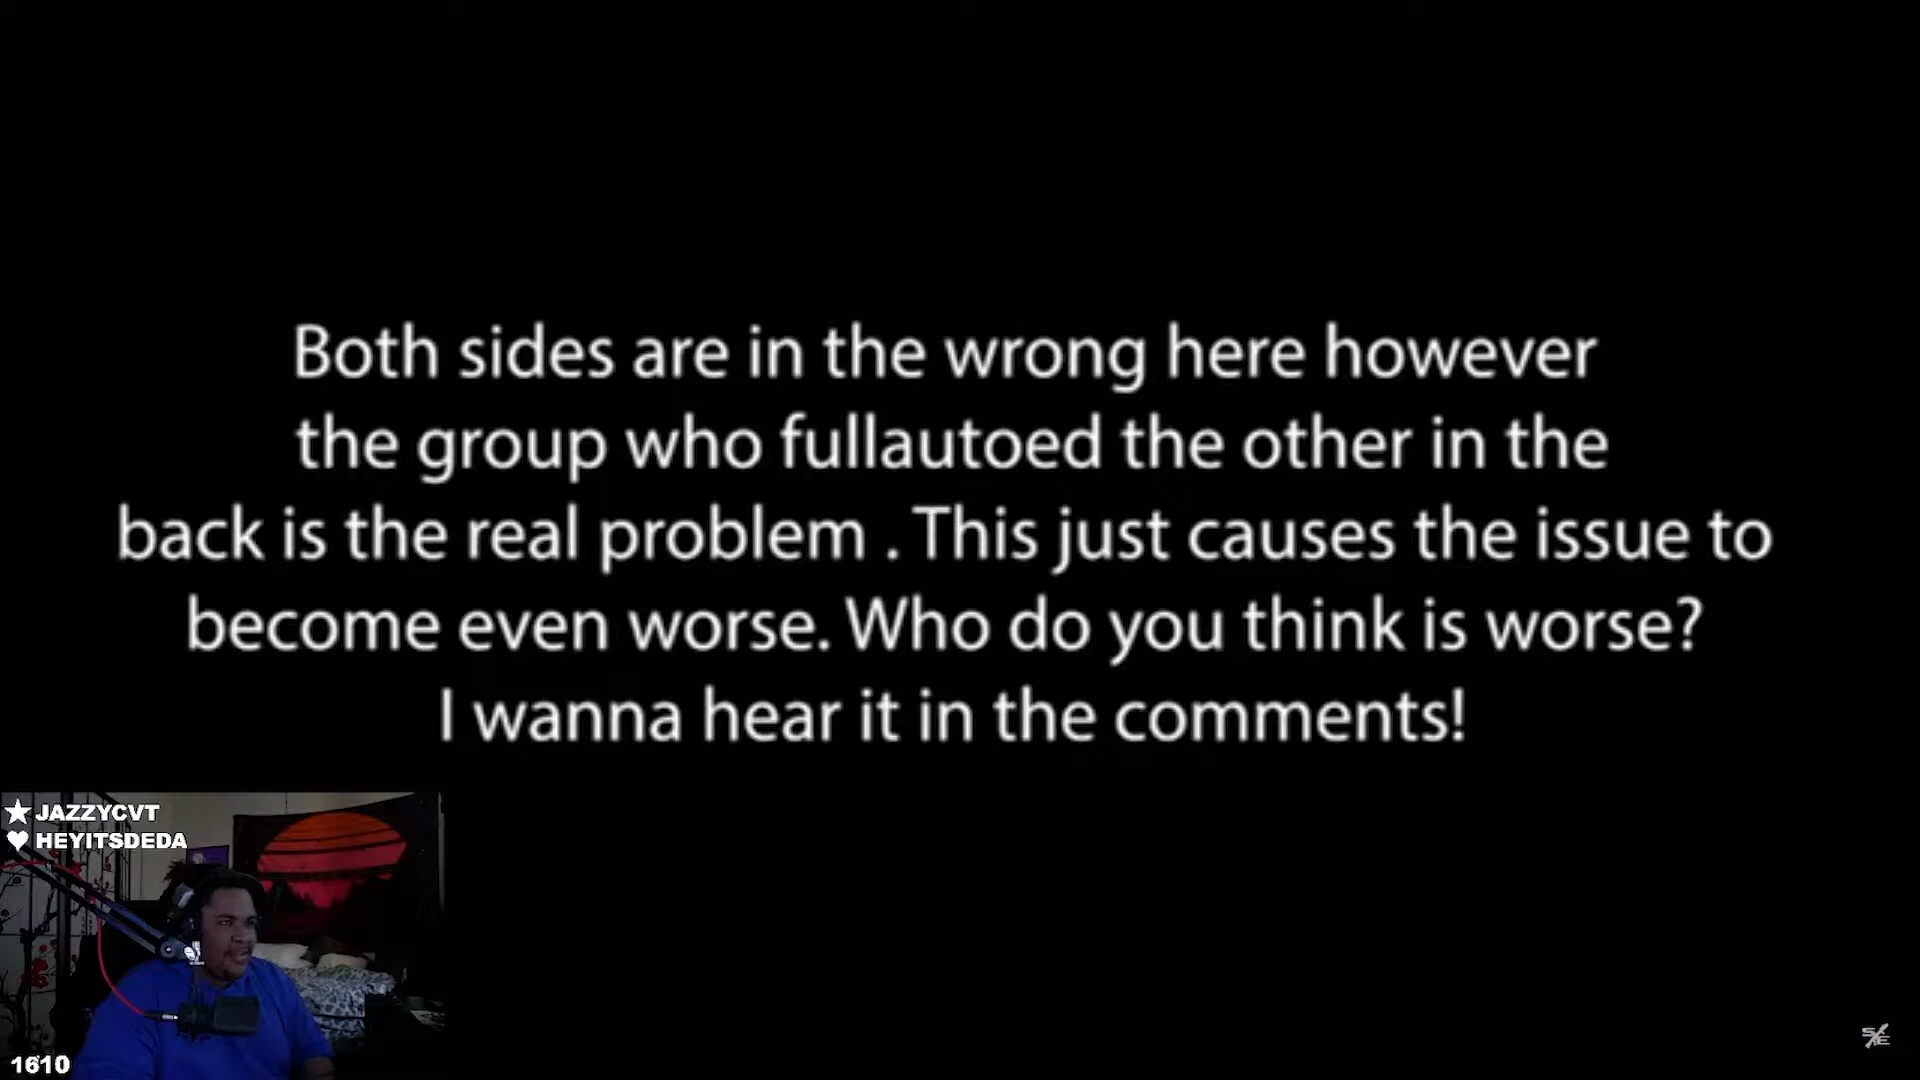 Both sides are in the wrong here however
the group who fullautoed the other in the
back is the real problem . This just causes the issue to
become even worse. Who do you think is worse?
I wanna hear it in the comments!
JAZZYCVT
HEYITSDEDA
1610